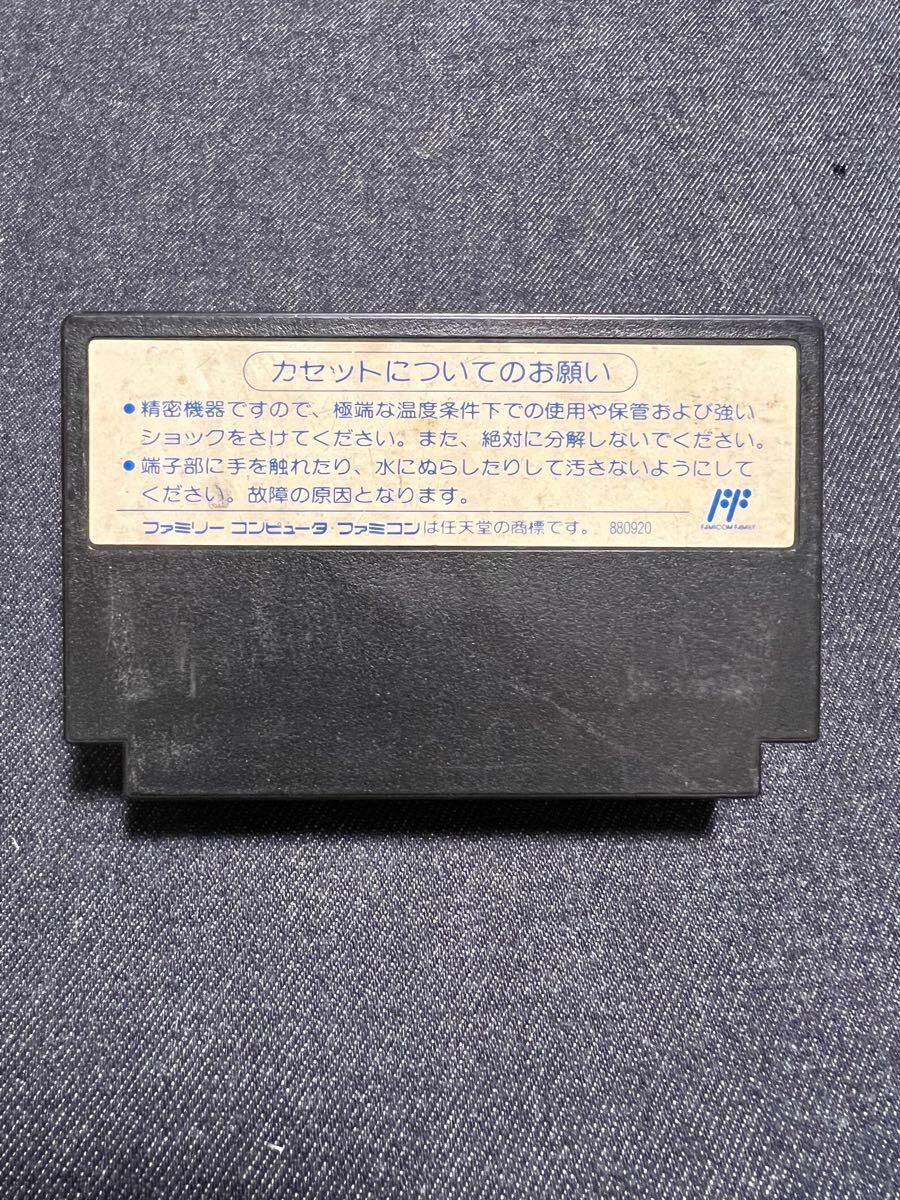 カセットについてのお願い
●精密機器ですので、極端な温度条件下での使用や保管および強い
ショックをさけてください。また、絶対に分解しないでください。
●端子部に手を触れたり、水にぬらしたりして汚さないようにして
ください。故障の原因となります。
FAMICOM FAMILY
ファミリー コンピュータ・ファミコンは任天堂の商標です。 880920